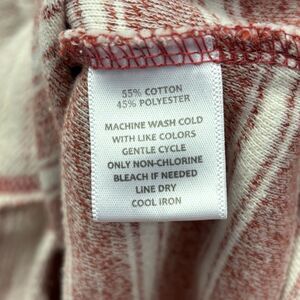 55% COTTON
45% POLYESTER
MACHINE WASH COLD
WITH LIKE COLORS
GENTLE CYCLE
ONLY NON-CHLORINE
BLEACH IF NEEDED
LINE DRY
COOL IRON